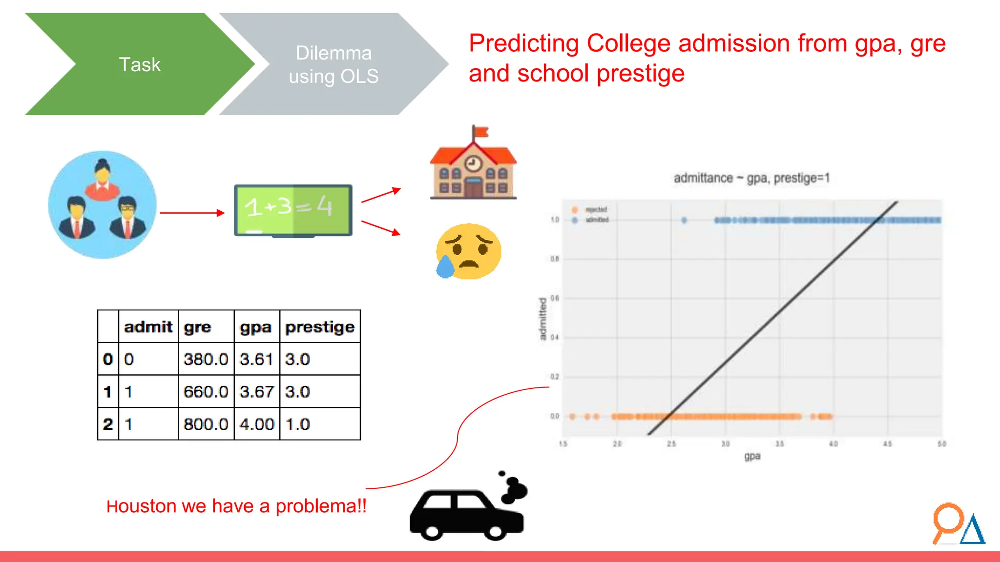 Task
Dilemma
using OLS
Predicting College admission from gpa, gre
and school prestige
1+3=4
admittance ~ gpa, prestige=1
rejected
admitted
1.0
0.8
0.6
0.4
0.2
0.0
admitted
1.5 2.0 2.5 3.0 3.5 4.0 4.5 5.0
gpa
admit gre gpa prestige
0 0 380.0 3.61 3.0
1 1 660.0 3.67 3.0
2 1 800.0 4.00 1.0
Houston we have a problema!!